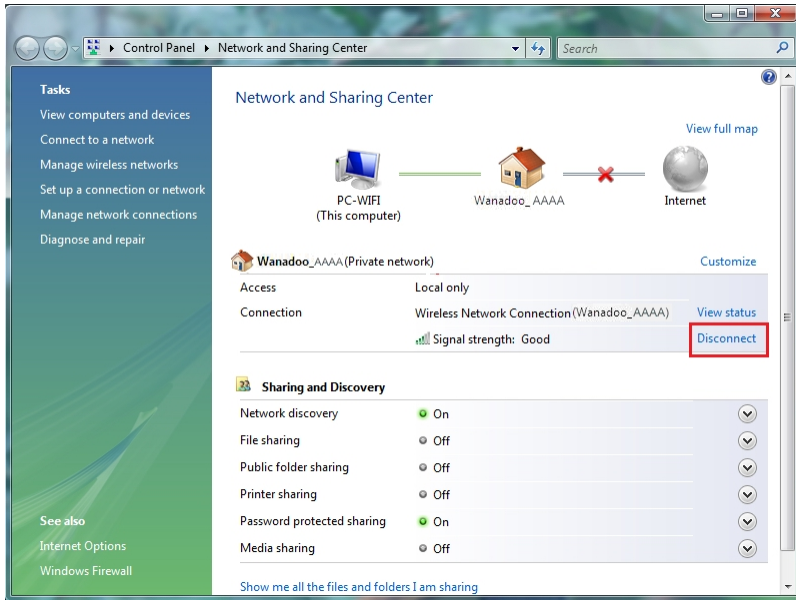 Control Panel Network and Sharing Center Search
Tasks
View computers and devices
Connect to a network
Manage wireless networks
Set up a connection or network
Manage network connections
Diagnose and repair
See also
Internet Options
Windows Firewall
Network and Sharing Center
View full map
PC-WIFI
(This computer)
Wanadoo_ AAAA
Internet
Wanadoo_AAAA (Private network) Customize
Access Local only
Connection Wireless Network Connection (Wanadoo_AAAA) View status
Signal strength: Good Disconnect
Sharing and Discovery
Network discovery On
File sharing Off
Public folder sharing Off
Printer sharing Off
Password protected sharing On
Media sharing Off
Show me all the files and folders I am sharing